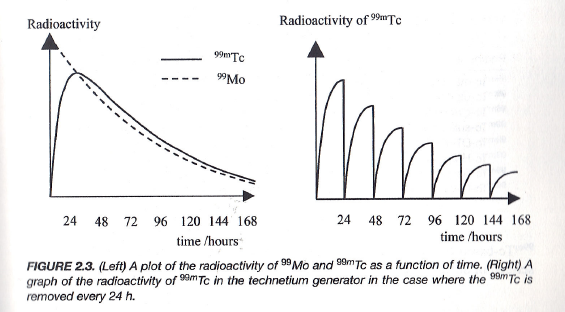 Radioactivity
99mTc
99Mo
24 48 72 96 120 144 168
time /hours
Radioactivity of 99mTc
24 48 72 96 120 144 168
time /hours
FIGURE 2.3. (Left) A plot of the radioactivity of 99Mo and 99mTc as a function of time. (Right) A
graph of the radioactivity of 99mTc in the technetium generator in the case where the 99mTc is
removed every 24 h.